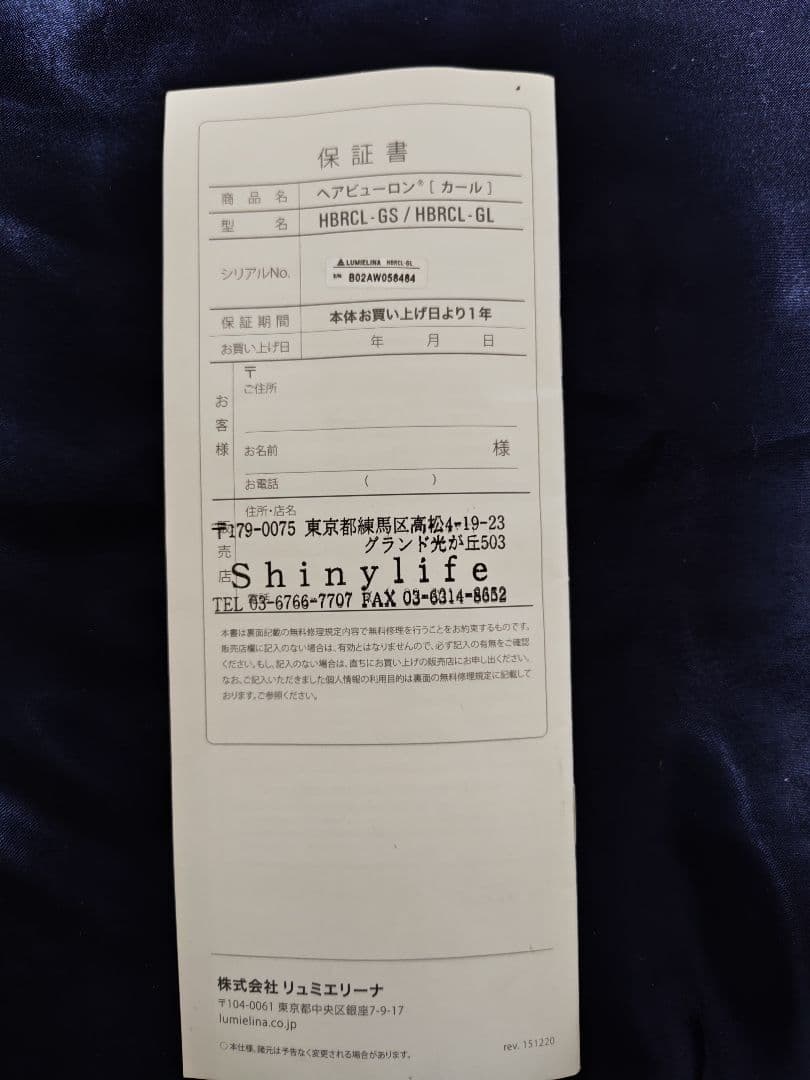 保証書
商品名 ヘアビューロン®[カール]
型名 HBRCL-GS / HBRCL-GL
シリアルNo.
LUMIELINA HBRCL-GL
S/N B02AW058484
保証期間 本体お買い上げ日より1年
お買い上げ日 年 月 日
お客様
〒
ご住所
お名前 様
お電話 ( )
販売店
住所・店名
〒179-0075 東京都練馬区高松4-19-23
グランド光が丘503
Shinylife
TEL 03-6766-7707 FAX 03-6314-8652
本書は裏面記載の無料修理規定内容で無料修理を行うことをお約束するものです。
販売店欄に記入のない場合は、有効とはなりませんので、必ず記入の有無をご確認
ください。もし、記入のない場合は、直ちにお買い上げの販売店にお申し出ください。
なお、ご記入いただきました個人情報の利用目的は裏面の無料修理規定に記載して
おります。ご参照ください。
株式会社 リュミエリーナ
〒104-0061 東京都中央区銀座7-9-17
lumielina.co.jp
○本仕様、諸元は予告なく変更される場合があります。
rev. 151220